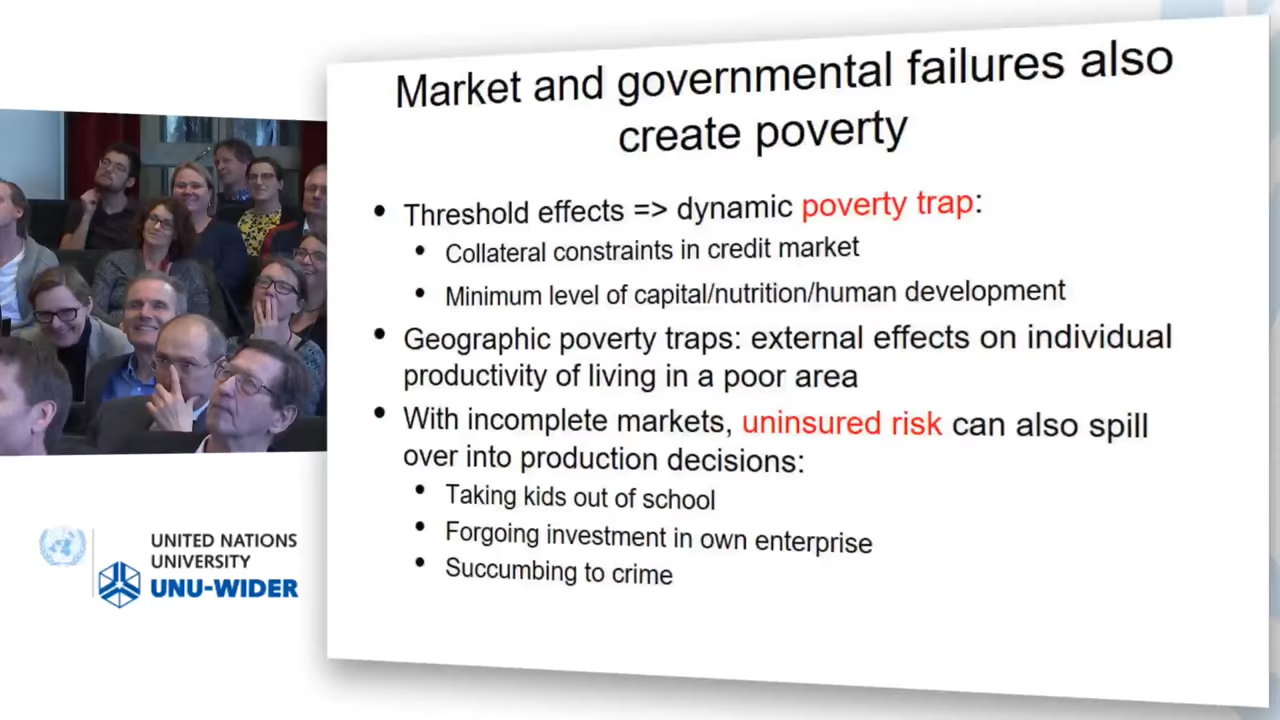 Market and governmental failures also
create poverty
• Threshold effects => dynamic poverty trap:
• Collateral constraints in credit market
• Minimum level of capital/nutrition/human development
• Geographic poverty traps: external effects on individual
productivity of living in a poor area
• With incomplete markets, uninsured risk can also spill
over into production decisions:
• Taking kids out of school
• Forgoing investment in own enterprise
• Succumbing to crime
UNITED NATIONS
UNIVERSITY
UNU-WIDER